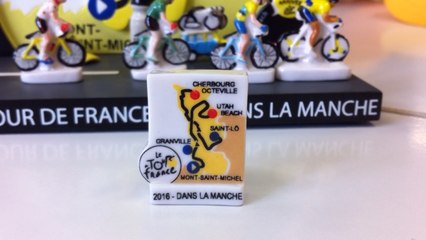 MONT-
SAINT-MICHEL
OUR DE FRANCE
DANS LA MANCHE
CHERBOURG
OCTEVILLE
UTAH
BEACH
SAINT-LÔ
GRANVILLE
le
TOUR
de
france
MONT-SAINT-MICHEL
2016 - DANS LA MANCHE